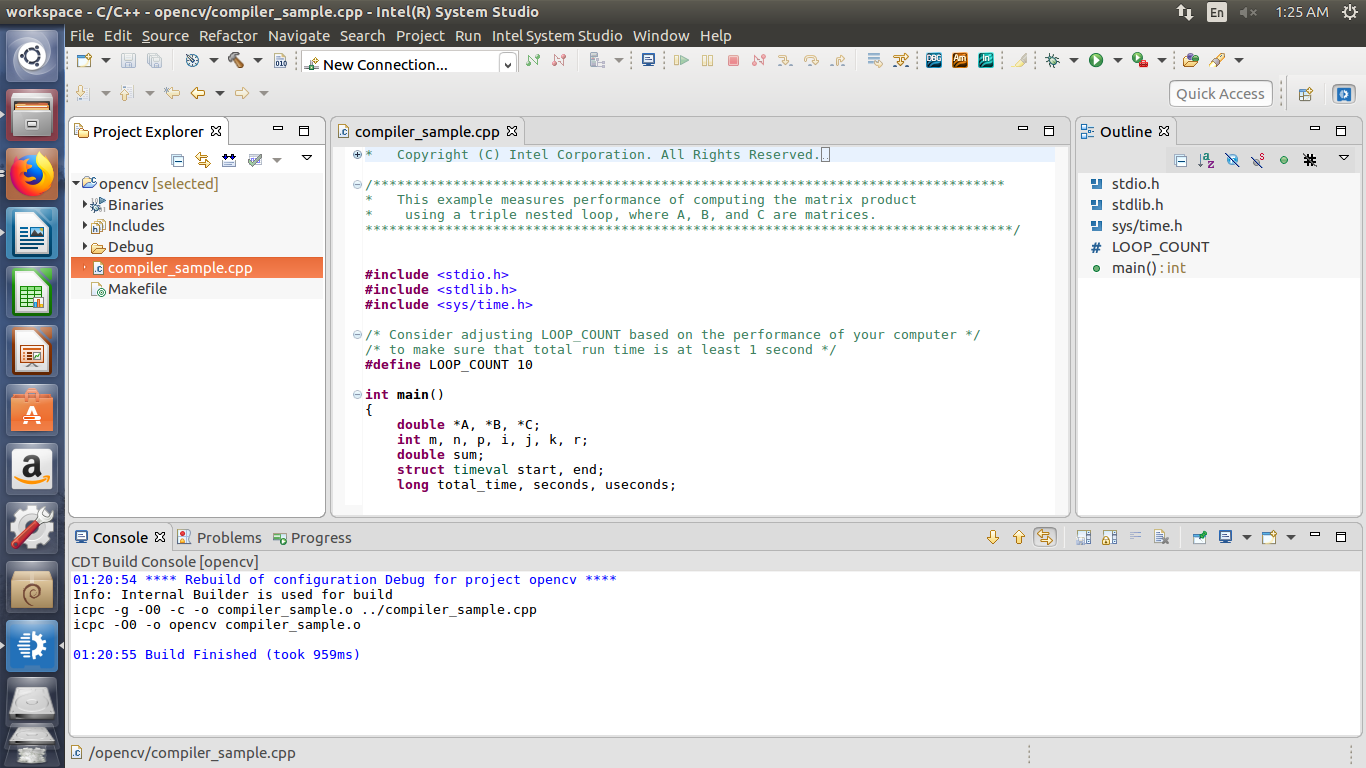 workspace - C/C++ - opencv/compiler_sample.cpp - Intel(R) System Studio
En
1:25 AM
File Edit Source Refactor Navigate Search Project Run Intel System Studio Window Help
New Connection...
DBG
Am
In
Quick Access
Project Explorer
opencv [selected]
Binaries
Includes
Debug
compiler_sample.cpp
Makefile
compiler_sample.cpp
*   Copyright (C) Intel Corporation. All Rights Reserved.
/*******************************************************************************
*   This example measures performance of computing the matrix product
*    using a triple nested loop, where A, B, and C are matrices.
*********************************************************************************/
#include <stdio.h>
#include <stdlib.h>
#include <sys/time.h>
/* Consider adjusting LOOP_COUNT based on the performance of your computer */
/* to make sure that total run time is at least 1 second */
#define LOOP_COUNT 10
int main()
{
    double *A, *B, *C;
    int m, n, p, i, j, k, r;
    double sum;
    struct timeval start, end;
    long total_time, seconds, useconds;
Outline
stdio.h
stdlib.h
sys/time.h
# LOOP_COUNT
main() : int
Console Problems Progress
CDT Build Console [opencv]
01:20:54 **** Rebuild of configuration Debug for project opencv ****
Info: Internal Builder is used for build
icpc -g -O0 -c -o compiler_sample.o ../compiler_sample.cpp
icpc -O0 -o opencv compiler_sample.o
01:20:55 Build Finished (took 959ms)
/opencv/compiler_sample.cpp